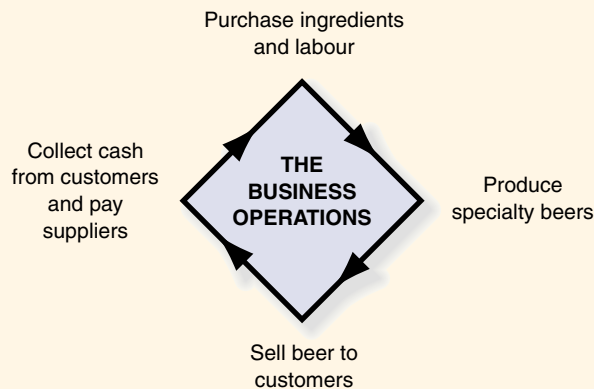 Purchase ingredients
and labour
Collect cash
from customers
and pay
suppliers
THE
BUSINESS
OPERATIONS
Produce
specialty beers
Sell beer to
customers